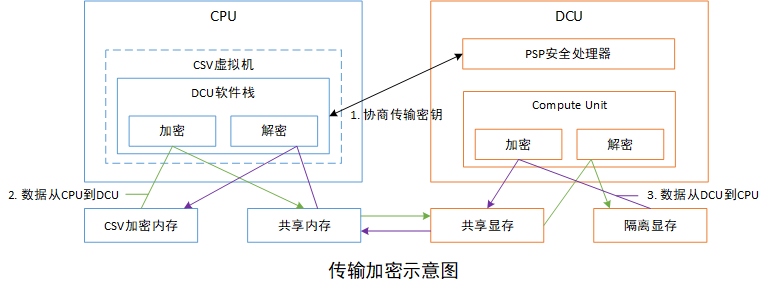 CPU
DCU
CSV虚拟机
PSP安全处理器
DCU软件栈
加密
解密
1. 协商传输密钥
Compute Unit
加密
解密
2. 数据从CPU到DCU
3. 数据从DCU到CPU
CSV加密内存
共享内存
共享显存
隔离显存
传输加密示意图